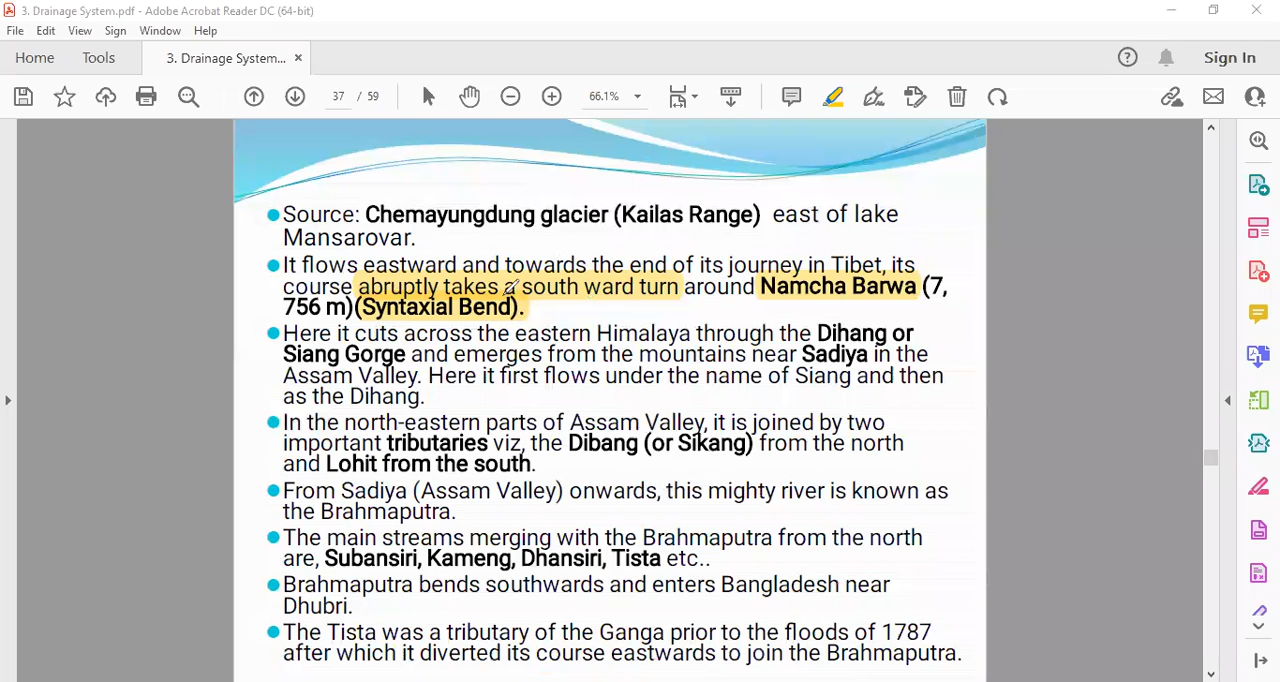 3. Drainage System.pdf - Adobe Acrobat Reader DC (64-bit)
File Edit View Sign Window Help
Home Tools 3. Drainage System... × Sign In
37 / 59 66.1%
Source: Chemayungdung glacier (Kailas Range) east of lake
Mansarovar.
It flows eastward and towards the end of its journey in Tibet, its
course abruptly takes a south ward turn around Namcha Barwa (7,
756 m)(Syntaxial Bend).
Here it cuts across the eastern Himalaya through the Dihang or
Siang Gorge and emerges from the mountains near Sadiya in the
Assam Valley. Here it first flows under the name of Siang and then
as the Dihang.
In the north-eastern parts of Assam Valley, it is joined by two
important tributaries viz, the Dibang (or Sikang) from the north
and Lohit from the south.
From Sadiya (Assam Valley) onwards, this mighty river is known as
the Brahmaputra.
The main streams merging with the Brahmaputra from the north
are, Subansiri, Kameng, Dhansiri, Tista etc..
Brahmaputra bends southwards and enters Bangladesh near
Dhubri.
The Tista was a tributary of the Ganga prior to the floods of 1787
after which it diverted its course eastwards to join the Brahmaputra.